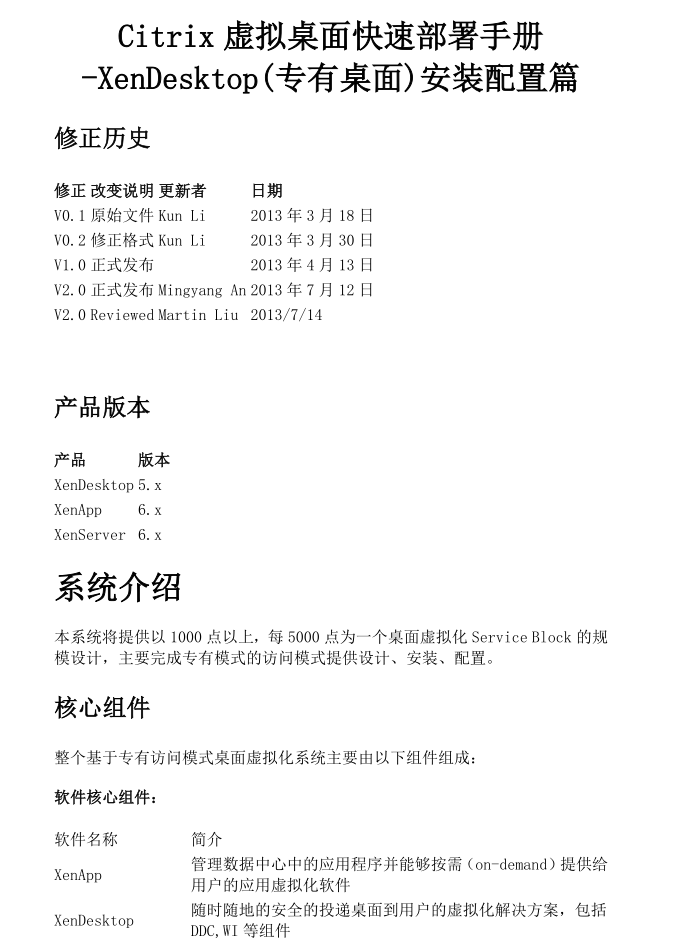 Citrix 虚拟桌面快速部署手册
-XenDesktop(专有桌面)安装配置篇
修正历史
修正 改变说明 更新者 日期
V0.1 原始文件 Kun Li 2013 年 3 月 18 日
V0.2 修正格式 Kun Li 2013 年 3 月 30 日
V1.0 正式发布 2013 年 4 月 13 日
V2.0 正式发布 Mingyang An 2013 年 7 月 12 日
V2.0 Reviewed Martin Liu 2013/7/14
产品版本
产品 版本
XenDesktop 5.x
XenApp 6.x
XenServer 6.x
系统介绍
本系统将提供以 1000 点以上，每 5000 点为一个桌面虚拟化 Service Block 的规
模设计，主要完成专有模式的访问模式提供设计、安装、配置。
核心组件
整个基于专有访问模式桌面虚拟化系统主要由以下组件组成：
软件核心组件：
软件名称 简介
XenApp 管理数据中心中的应用程序并能够按需（on-demand）提供给
用户的应用虚拟化软件
XenDesktop 随时随地的安全的投递桌面到用户的虚拟化解决方案，包括
DDC,WI 等组件